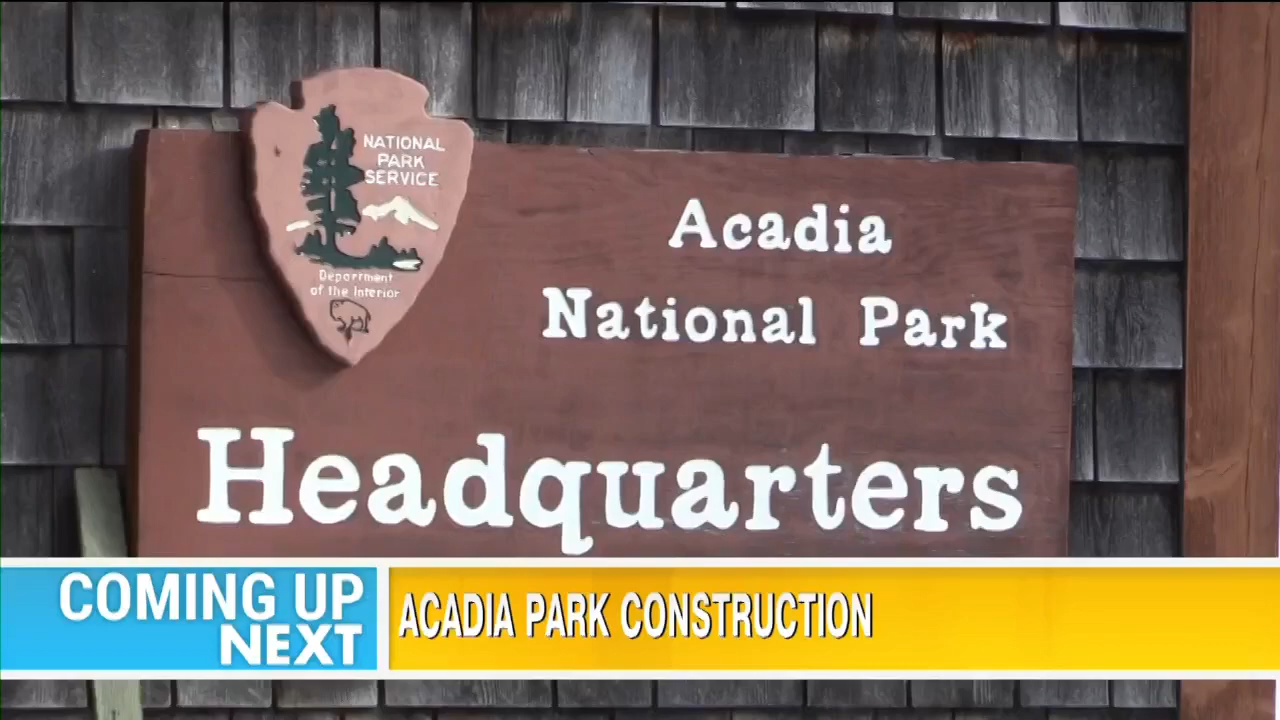 NATIONAL
PARK
SERVICE
Department
of the Interior
Acadia
National Park
Headquarters
COMING UP
NEXT
ACADIA PARK CONSTRUCTION